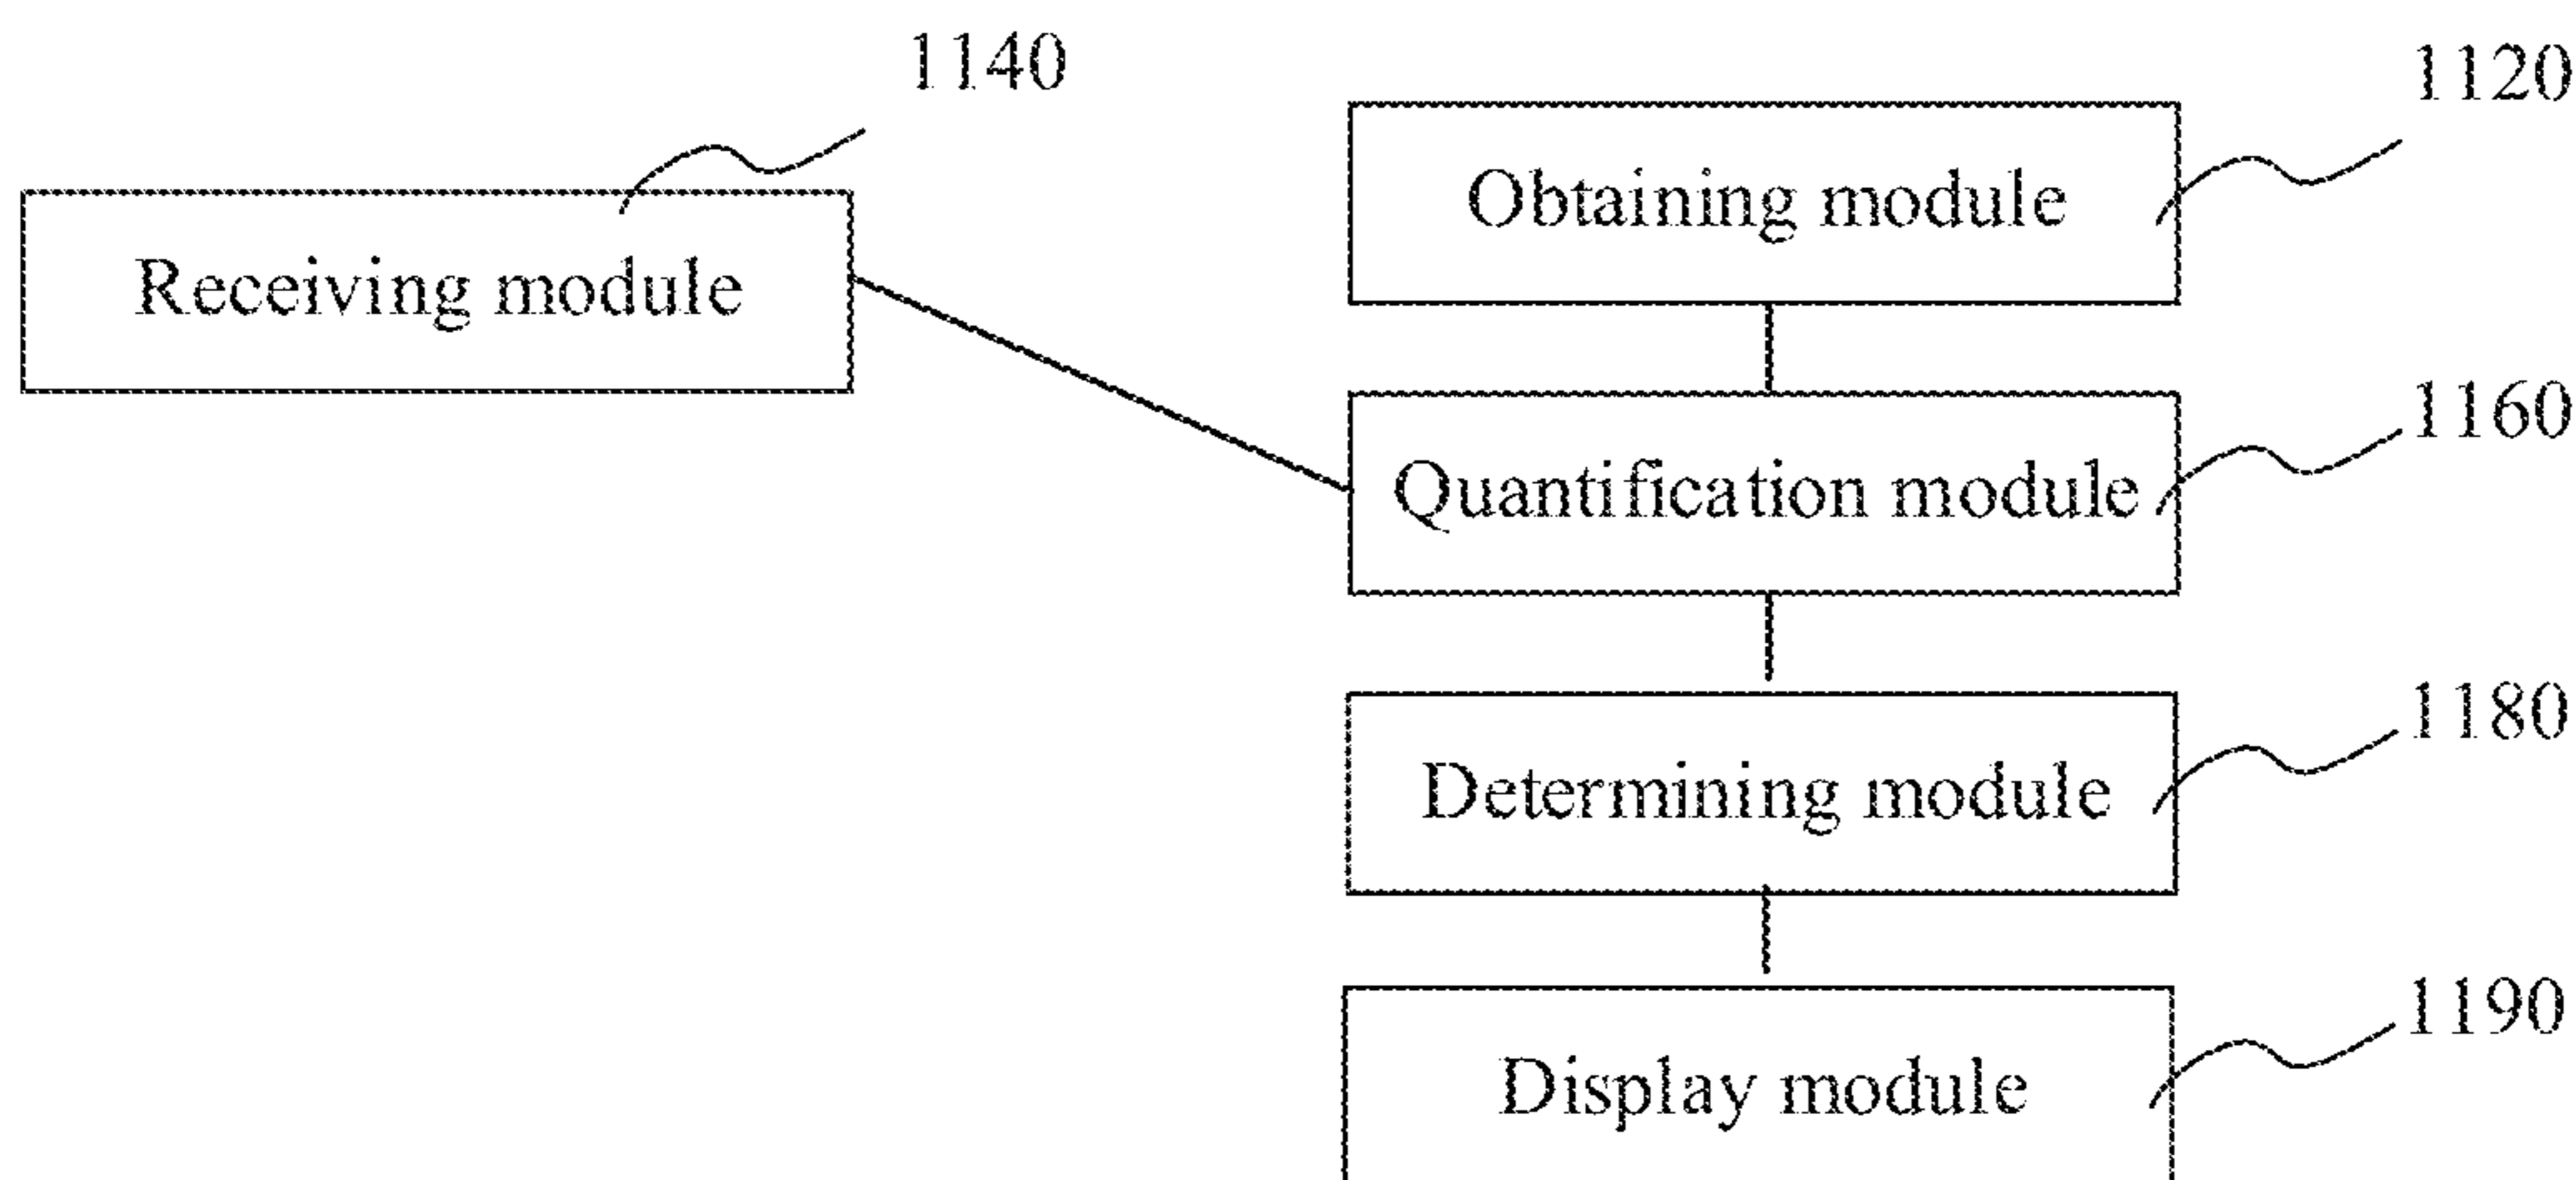 1140
1120
Obtaining module
Receiving module
1160
Quantification module
1180
Determining module
1190
Display module